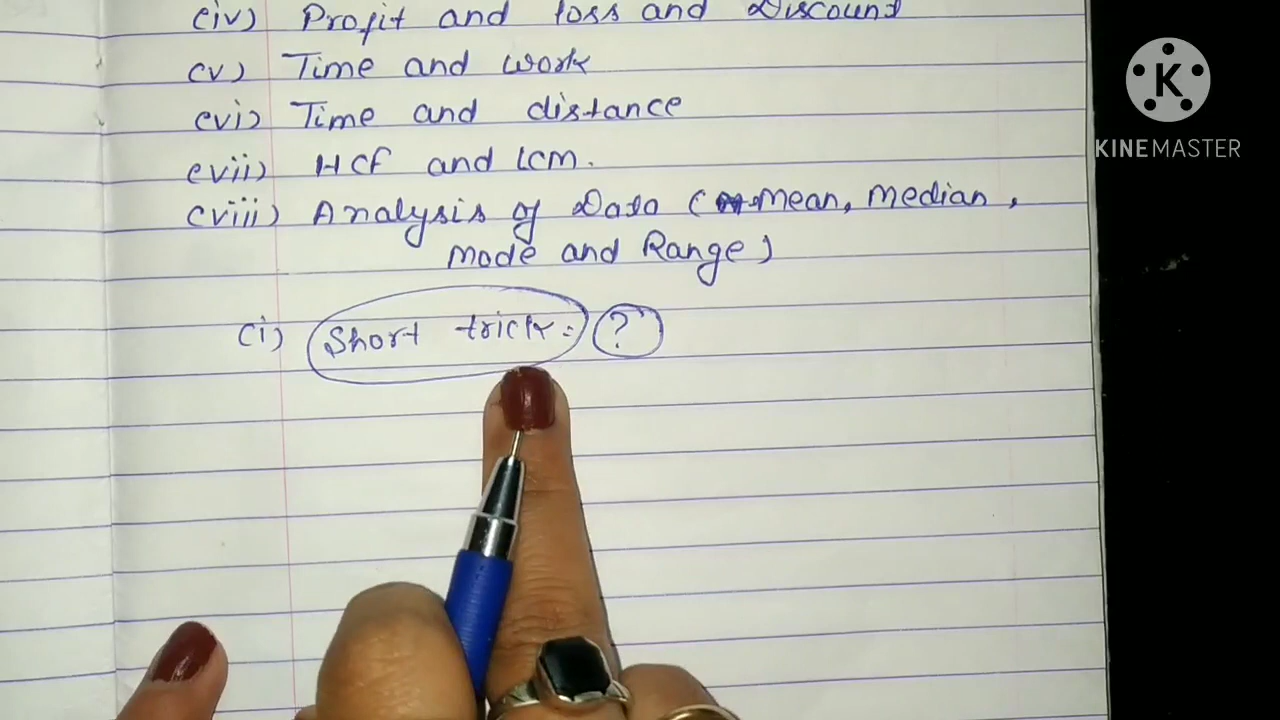 (iv) Profit and loss and Discount
(v) Time and work
(vi) Time and distance
(vii) HCF and LCM.
(viii) Analysis of Data (Mean, Median,
Mode and Range)
(i) Short trick = ?
K
KINEMASTER